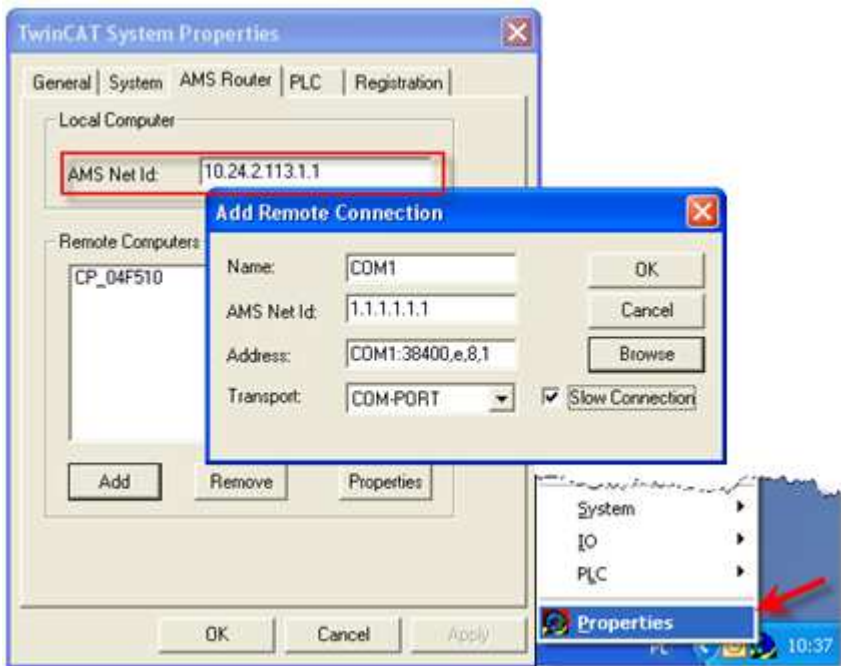 TwinCAT System Properties
General
System
AMS Router
PLC
Registration
Local Computer
AMS Net Id:
10.24.2.113.1.1
Remote Computers
CP_04F510
Add
Remove
Properties
OK
Cancel
Apply
Add Remote Connection
Name:
COM1
OK
AMS Net Id:
1.1.1.1.1.1
Cancel
Address:
COM1:38400,e,8,1
Browse
Transport:
COM-PORT
Slow Connection
System
IO
PLC
Properties
10:37